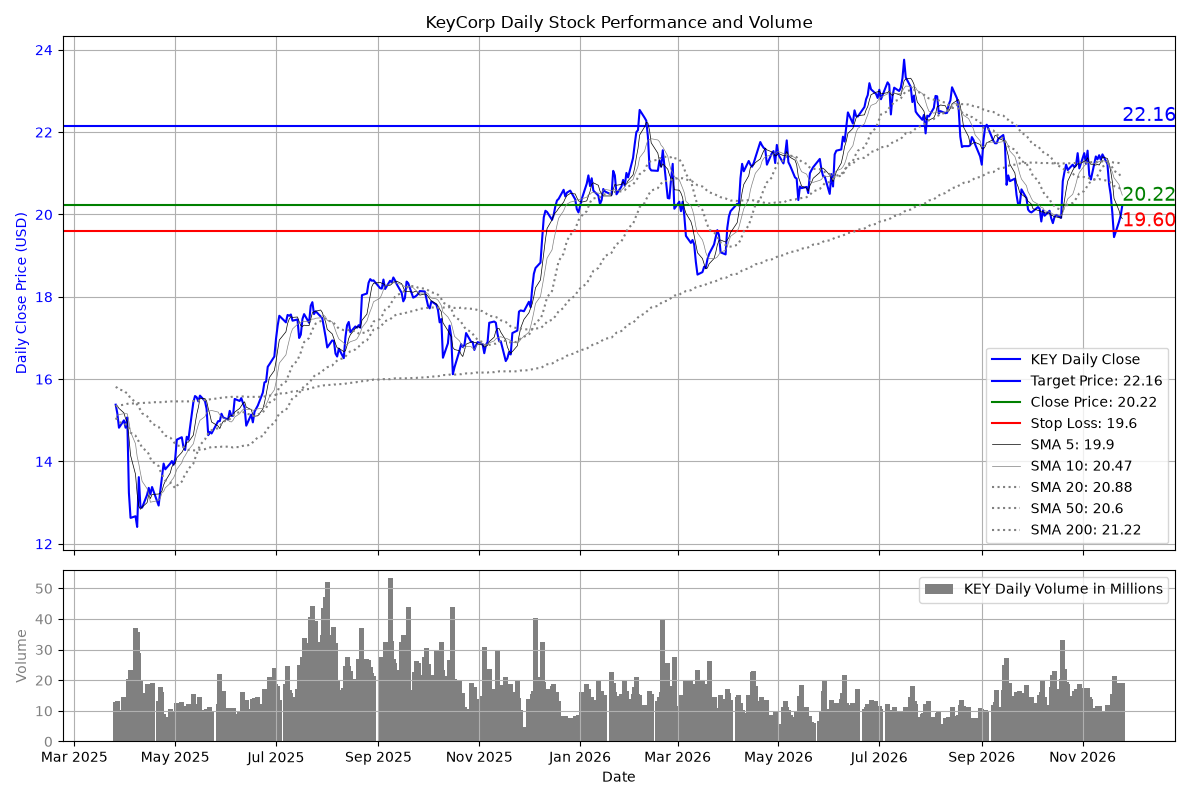 KeyCorp Daily Stock Performance and Volume
24
22
20
18
16
14
12
Daily Close Price (USD)
22.16
20.22
19.60
KEY Daily Close
Target Price: 22.16
Close Price: 20.22
Stop Loss: 19.6
SMA 5: 19.9
SMA 10: 20.47
SMA 20: 20.88
SMA 50: 20.6
SMA 200: 21.22
50
40
30
20
10
0
Volume
KEY Daily Volume in Millions
Mar 2025 May 2025 Jul 2025 Sep 2025 Nov 2025 Jan 2026 Mar 2026 May 2026 Jul 2026 Sep 2026 Nov 2026
Date